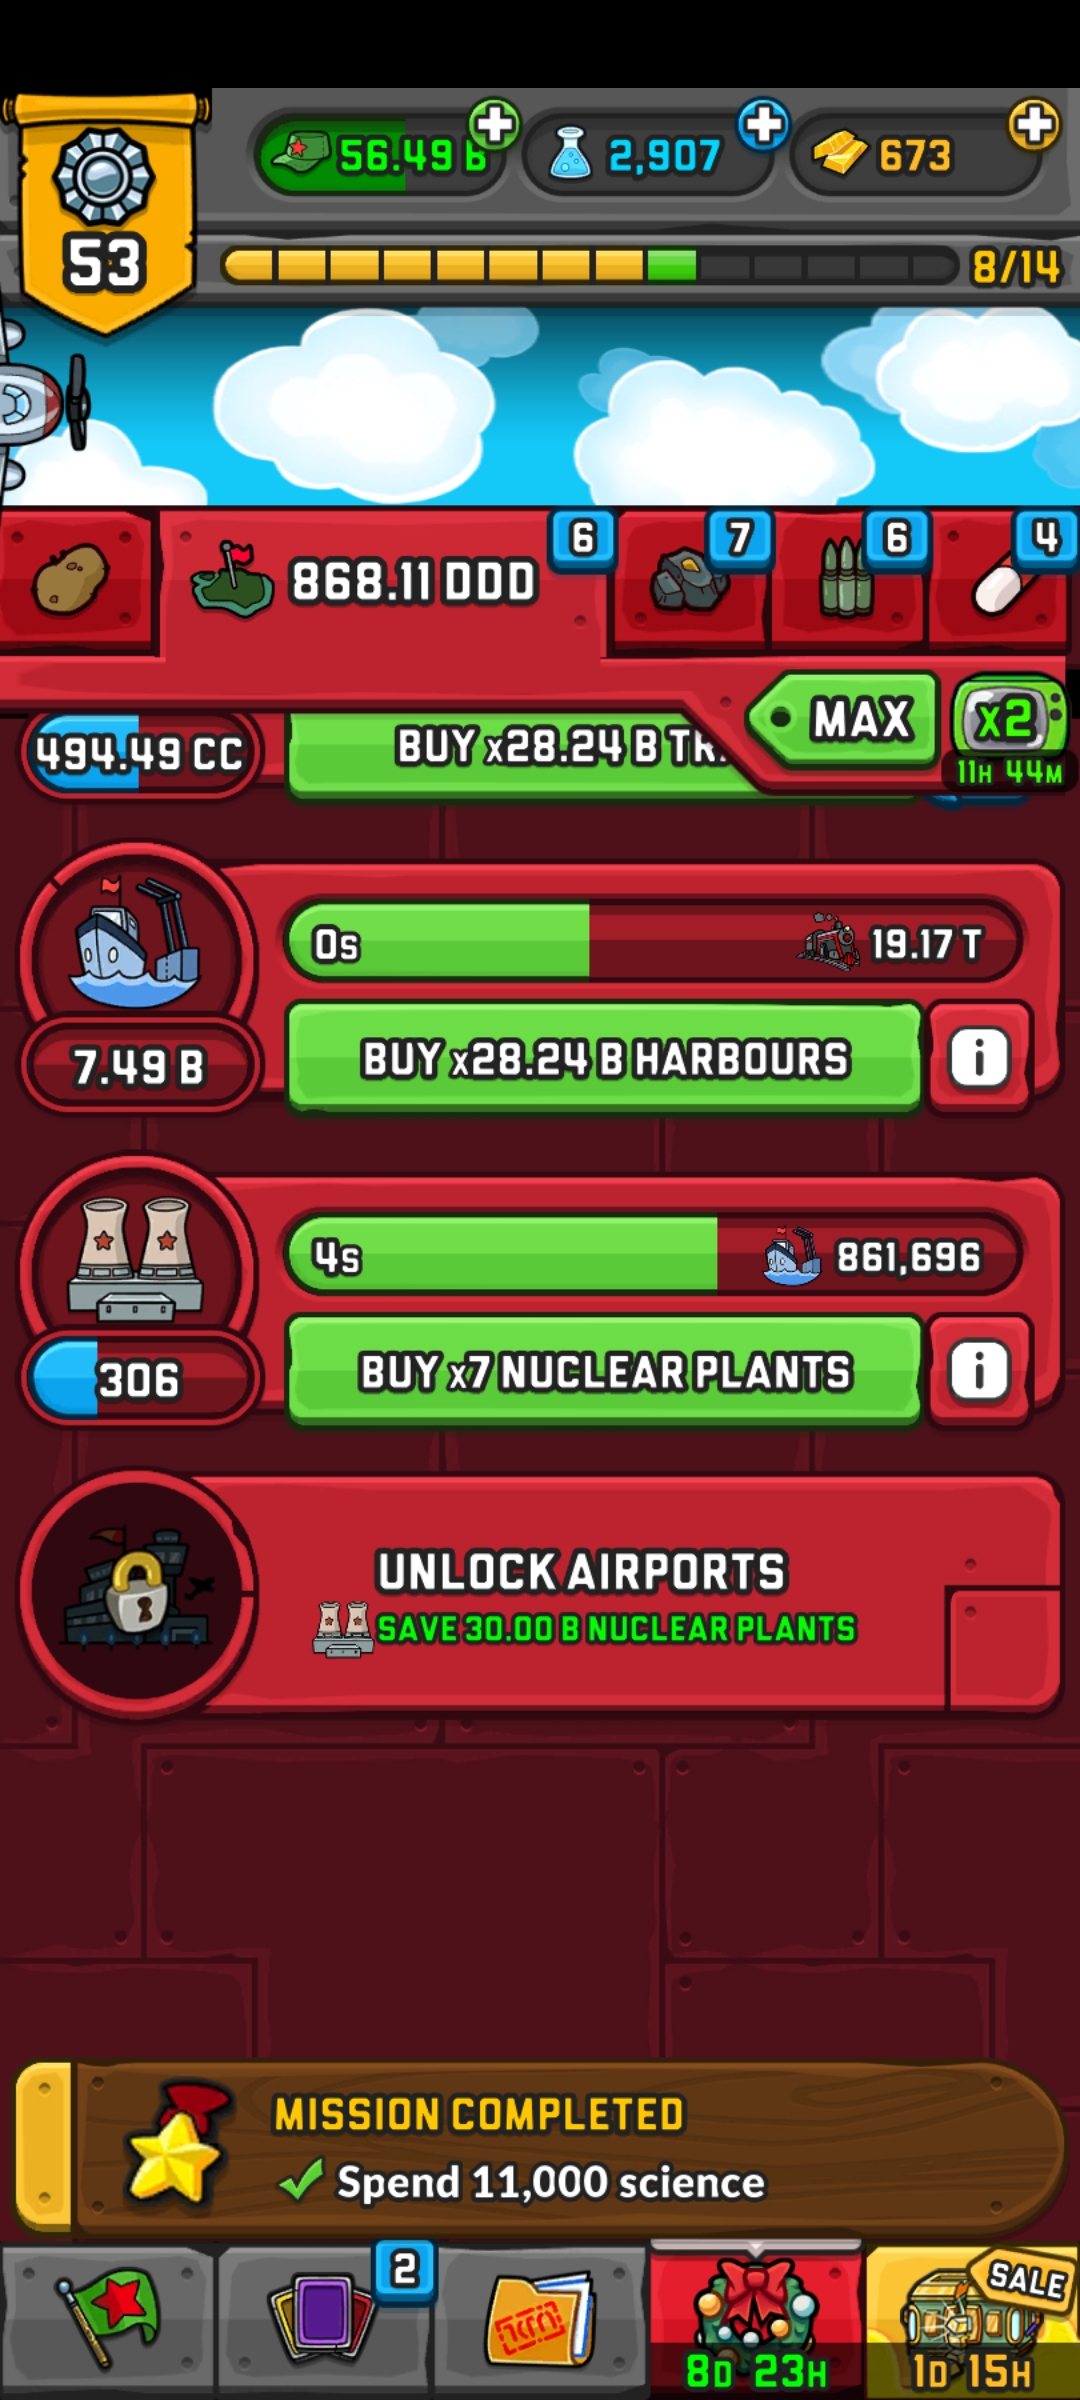 53
56.49 B
2,907
673
8/14
868.11 DDD
6
7
6
4
494.49 CC
BUY x28.24 B
MAX
x2
11H 44M
0s
19.17 T
7.49 B
BUY x28.24 B HARBOURS
i
4s
861,696
306
BUY x7 NUCLEAR PLANTS
i
UNLOCK AIRPORTS
SAVE 30.00 B NUCLEAR PLANTS
MISSION COMPLETED
Spend 11,000 science
2
SALE
8D 23H
1D 15H